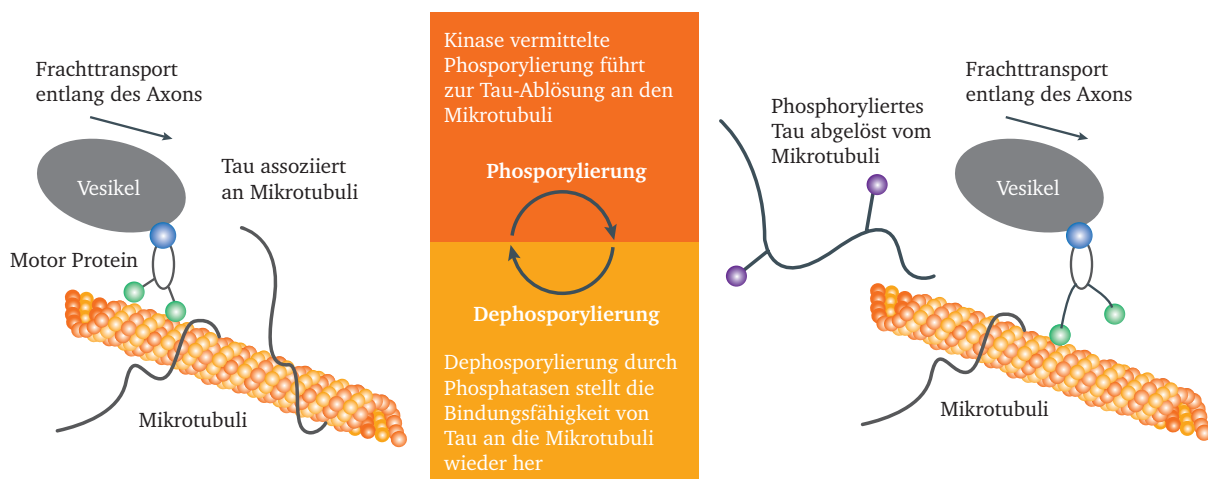 Frachttransport
entlang des Axons
Vesikel
Tau assoziiert
an Mikrotubuli
Motor Protein
Mikrotubuli
Kinase vermittelte
Phosporylierung führt
zur Tau-Ablösung an den
Mikrotubuli
Phosporylierung
Dephosporylierung
Dephosporylierung durch
Phosphatasen stellt die
Bindungsfähigkeit von
Tau an die Mikrotubuli
wieder her
Phosphoryliertes
Tau abgelöst vom
Mikrotubuli
Frachttransport
entlang des Axons
Vesikel
Mikrotubuli